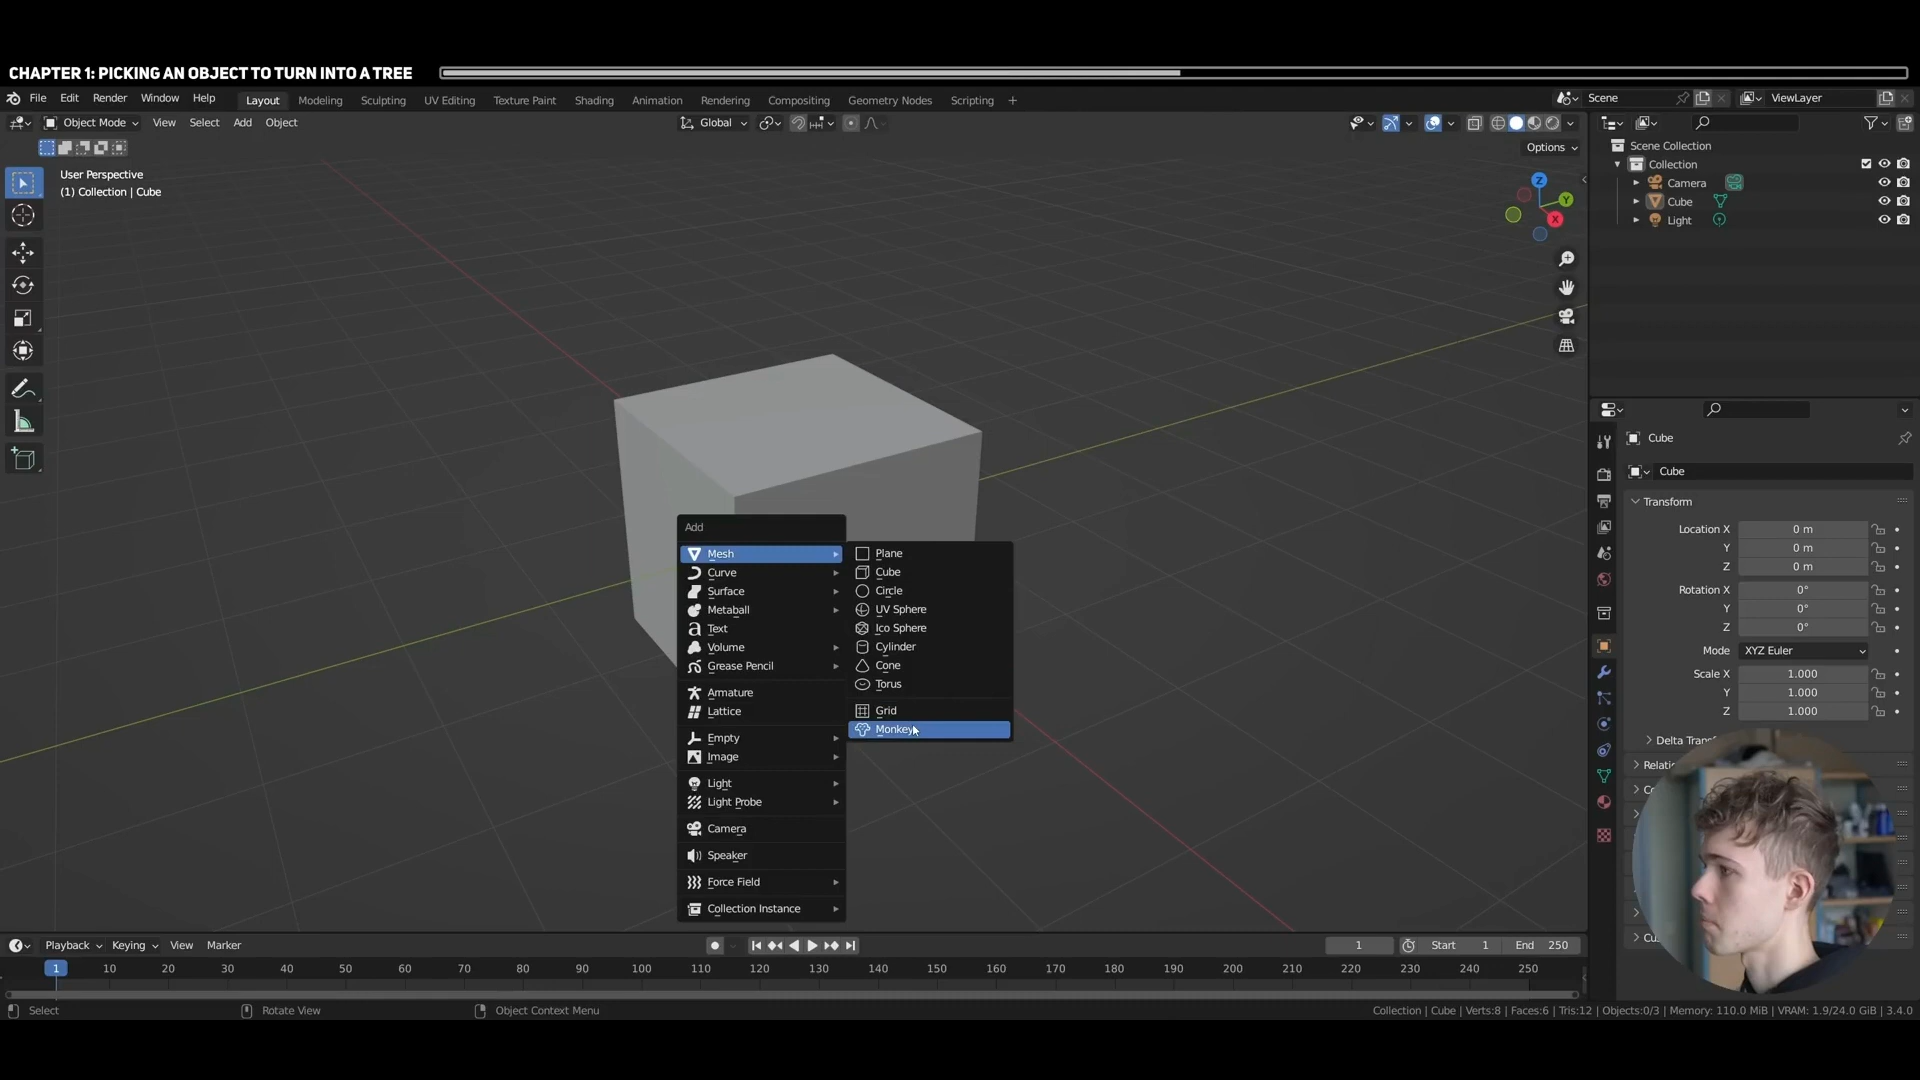 CHAPTER 1: PICKING AN OBJECT TO TURN INTO A TREE
File Edit Render Window Help Layout Modeling Sculpting UV Editing Texture Paint Shading Animation Rendering Compositing Geometry Nodes Scripting + Scene ViewLayer
Object Mode View Select Add Object Global
Options
User Perspective
(1) Collection | Cube
Z
Y
X
Scene Collection
Collection
Camera
Cube
Light
Add
Mesh
Curve
Surface
Metaball
Text
Volume
Grease Pencil
Armature
Lattice
Empty
Image
Light
Light Probe
Camera
Speaker
Force Field
Collection Instance
Plane
Cube
Circle
UV Sphere
Ico Sphere
Cylinder
Cone
Torus
Grid
Monkey
Cube
Cube
Transform
Location X 0 m
Y 0 m
Z 0 m
Rotation X 0°
Y 0°
Z 0°
Mode XYZ Euler
Scale X 1.000
Y 1.000
Z 1.000
Delta Transf
Relatio
Playback Keying View Marker 1 Start 1 End 250
1 10 20 30 40 50 60 70 80 90 100 110 120 130 140 150 160 170 180 190 200 210 220 230 240 250
Select Rotate View Object Context Menu Collection | Cube | Verts:8 | Faces:6 | Tris:12 | Objects:0/3 | Memory: 110.0 MiB | VRAM: 1.9/24.0 GiB | 3.4.0